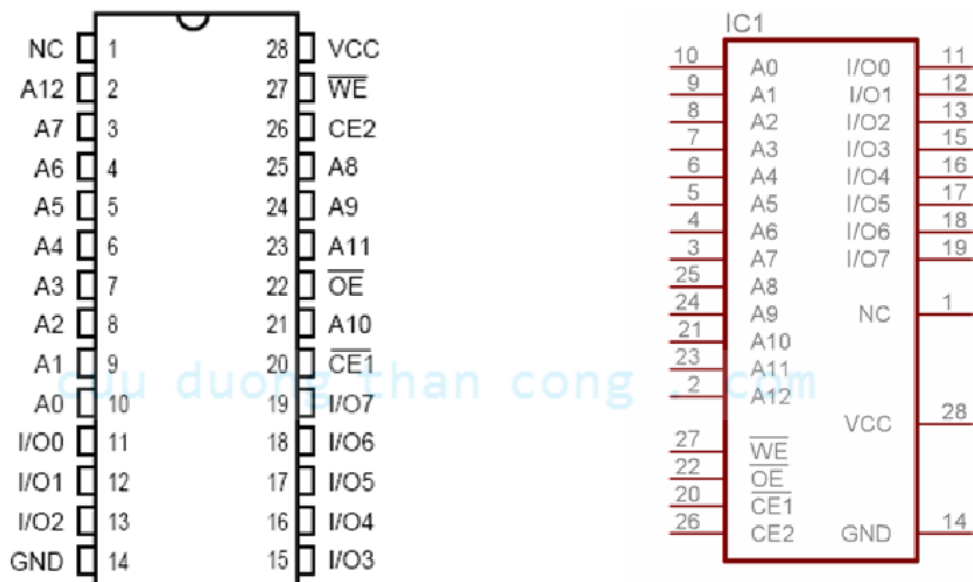 NC 1 28 VCC
A12 2 27 WE
A7 3 26 CE2
A6 4 25 A8
A5 5 24 A9
A4 6 23 A11
A3 7 22 OE
A2 8 21 A10
A1 9 20 CE1
A0 10 19 I/O7
I/O0 11 18 I/O6
I/O1 12 17 I/O5
I/O2 13 16 I/O4
GND 14 15 I/O3
IC1
10 A0 I/O0 11
9 A1 I/O1 12
8 A2 I/O2 13
7 A3 I/O3 15
6 A4 I/O4 16
5 A5 I/O5 17
4 A6 I/O6 18
3 A7 I/O7 19
25 A8
24 A9 NC 1
21 A10
23 A11
2 A12
VCC 28
27 WE
22 OE
20 CE1
26 CE2 GND 14
cuu duong than cong . com